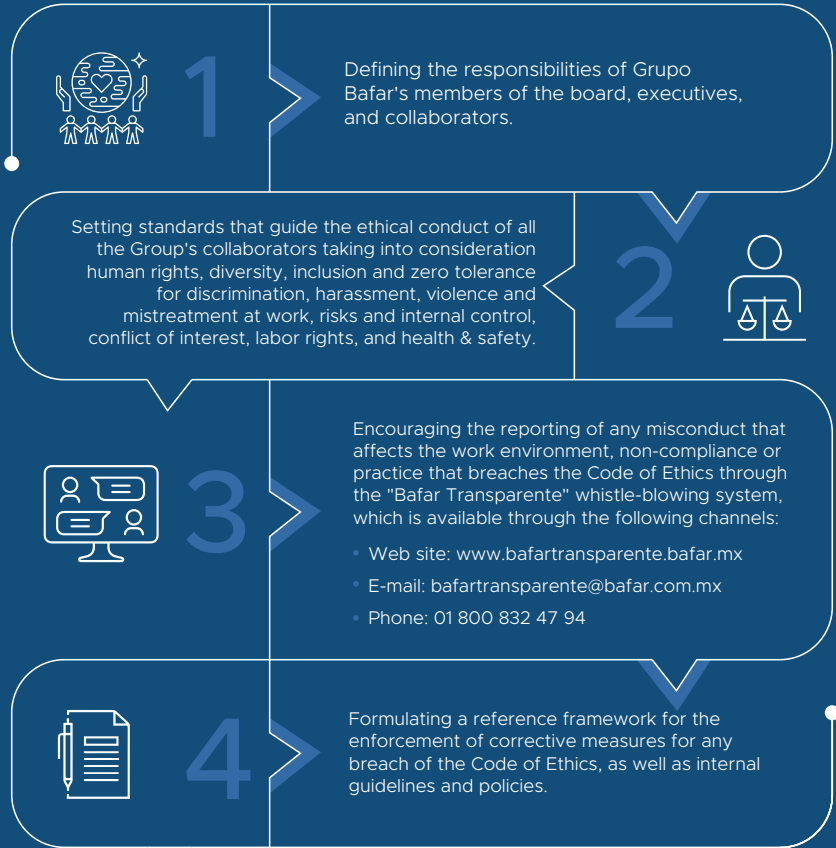 1
Defining the responsibilities of Grupo
Bafar's members of the board, executives,
and collaborators.
Setting standards that guide the ethical conduct of all
the Group's collaborators taking into consideration
human rights, diversity, inclusion and zero tolerance
for discrimination, harassment, violence and
mistreatment at work, risks and internal control,
conflict of interest, labor rights, and health & safety.
2
3
Encouraging the reporting of any misconduct that
affects the work environment, non-compliance or
practice that breaches the Code of Ethics through
the "Bafar Transparente" whistle-blowing system,
which is available through the following channels:
• Web site: www.bafartransparente.bafar.mx
• E-mail: bafartransparente@bafar.com.mx
• Phone: 01 800 832 47 94
4
Formulating a reference framework for the
enforcement of corrective measures for any
breach of the Code of Ethics, as well as internal
guidelines and policies.